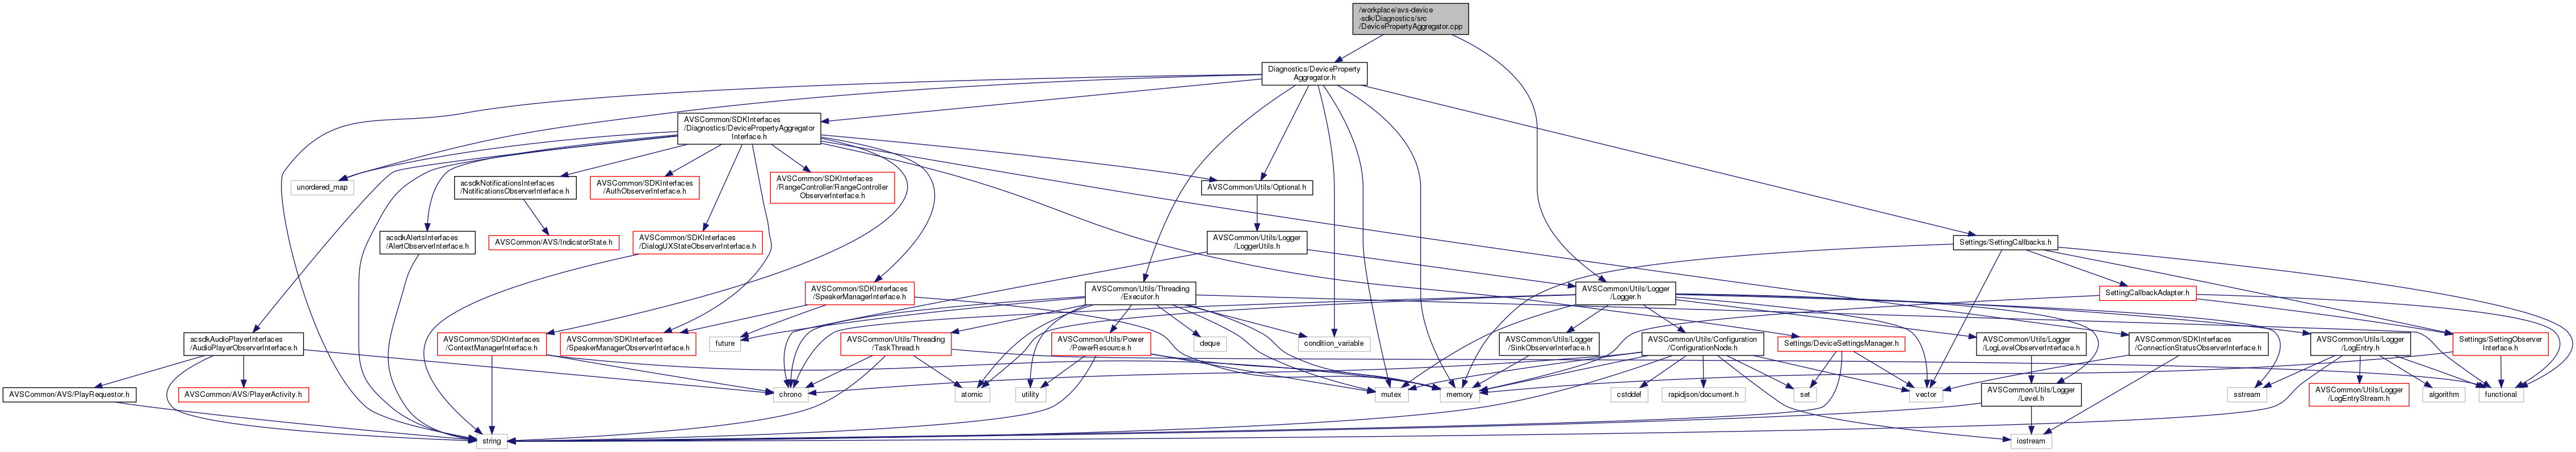 /workplace/avs-device
-sdk/Diagnostics/src
/DevicePropertyAggregator.cpp
Diagnostics/DeviceProperty
Aggregator.h
AVSCommon/SDKInterfaces
/Diagnostics/DevicePropertyAggregator
Interface.h
unordered_map
acsdkNotificationsInterfaces
/NotificationsObserverInterface.h
AVSCommon/SDKInterfaces
/AuthObserverInterface.h
AVSCommon/SDKInterfaces
/RangeController/RangeController
ObserverInterface.h
AVSCommon/Utils/Optional.h
acsdkAlertsInterfaces
/AlertObserverInterface.h
AVSCommon/AVS/IndicatorState.h
AVSCommon/SDKInterfaces
/DialogUXStateObserverInterface.h
AVSCommon/Utils/Logger
/LoggerUtils.h
Settings/SettingCallbacks.h
AVSCommon/SDKInterfaces
/SpeakerManagerInterface.h
AVSCommon/Utils/Threading
/Executor.h
AVSCommon/Utils/Logger
/Logger.h
SettingCallbackAdapter.h
acsdkAudioPlayerInterfaces
/AudioPlayerObserverInterface.h
AVSCommon/SDKInterfaces
/ContextManagerInterface.h
AVSCommon/SDKInterfaces
/SpeakerManagerObserverInterface.h
future
AVSCommon/Utils/Threading
/TaskThread.h
AVSCommon/Utils/Power
/PowerResource.h
deque
condition_variable
AVSCommon/Utils/Logger
/SinkObserverInterface.h
AVSCommon/Utils/Configuration
/ConfigurationNode.h
Settings/DeviceSettingsManager.h
AVSCommon/Utils/Logger
/LogLevelObserverInterface.h
AVSCommon/SDKInterfaces
/ConnectionStatusObserverInterface.h
AVSCommon/Utils/Logger
/LogEntry.h
Settings/SettingObserver
Interface.h
AVSCommon/AVS/PlayRequestor.h
AVSCommon/AVS/PlayerActivity.h
chrono
atomic
utility
mutex
memory
cstddef
rapidjson/document.h
set
vector
AVSCommon/Utils/Logger
/Level.h
sstream
AVSCommon/Utils/Logger
/LogEntryStream.h
algorithm
functional
string
iostream